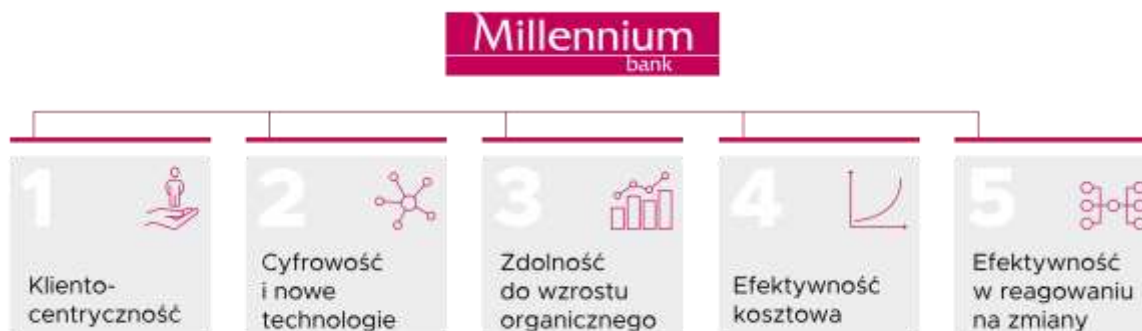 Millennium
bank
1
Kliento-
centryczność
2
Cyfrowość
i nowe
technologie
3
Zdolność
do wzrostu
organicznego
4
Efektywność
kosztowa
5
Efektywność
w reagowaniu
na zmiany